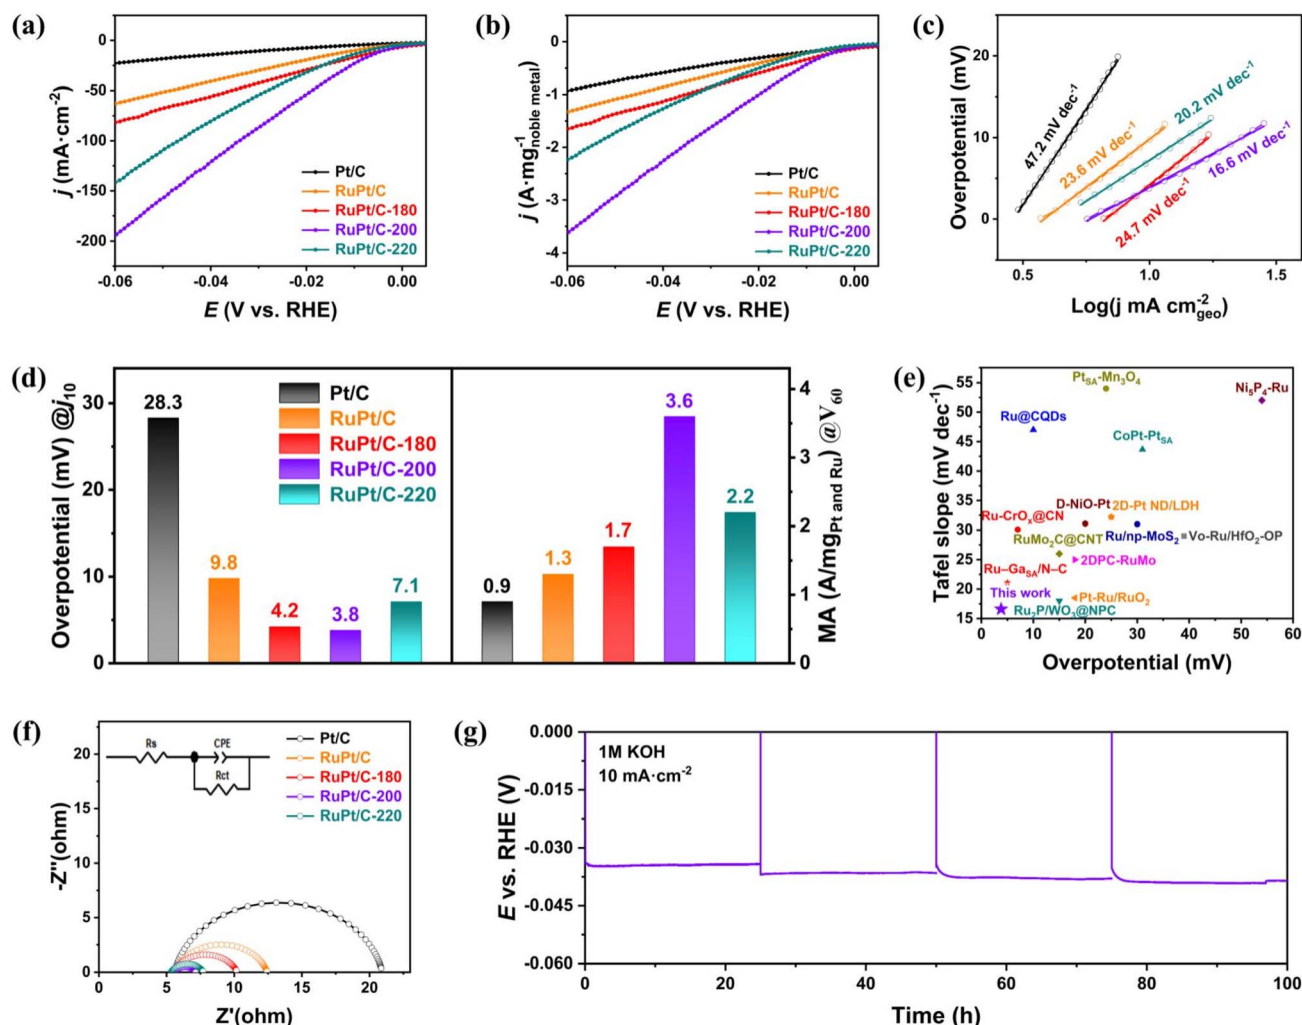 (a)
0
-50
-100
-150
-200
j (mA·cm⁻²)
-0.06
-0.04
-0.02
0.00
E (V vs. RHE)
Pt/C
RuPt/C
RuPt/C-180
RuPt/C-200
RuPt/C-220
(b)
0
-1
-2
-3
-4
j (A·mg⁻¹noble metal)
-0.06
-0.04
-0.02
0.00
E (V vs. RHE)
Pt/C
RuPt/C
RuPt/C-180
RuPt/C-200
RuPt/C-220
(c)
20
10
0
Overpotential (mV)
47.2 mV dec⁻¹
23.6 mV dec⁻¹
20.2 mV dec⁻¹
24.7 mV dec⁻¹
16.6 mV dec⁻¹
0.5
1.0
1.5
Log(j mA cm⁻²geo)
(d)
Overpotential (mV) @j₁₀
30
20
10
0
28.3
9.8
4.2
3.8
7.1
Pt/C
RuPt/C
RuPt/C-180
RuPt/C-200
RuPt/C-220
0.9
1.3
1.7
3.6
2.2
4
3
2
1
0
MA (A/mgPt and Ru) @V₆₀
(e)
Tafel slope (mV dec⁻¹)
55
50
45
40
35
30
25
20
15
PtSA-Mn₃O₄
Ni₅P₄-Ru
Ru@CQDs
CoPt-PtSA
D-NiO-Pt
2D-Pt ND/LDH
Ru-CrOₓ@CN
Ru/np-MoS₂
Vo-Ru/HfO₂-OP
RuMo₂C@CNT
2DPC-RuMo
Ru–GaSA/N–C
This work
Pt-Ru/RuO₂
Ru₂P/WO₃@NPC
0
10
20
30
40
50
60
Overpotential (mV)
(f)
-Z''(ohm)
20
15
10
5
0
Rs
CPE
Rct
Pt/C
RuPt/C
RuPt/C-180
RuPt/C-200
RuPt/C-220
0
5
10
15
20
Z'(ohm)
(g)
E vs. RHE (V)
0.000
-0.015
-0.030
-0.045
-0.060
1M KOH
10 mA·cm⁻²
0
20
40
60
80
100
Time (h)